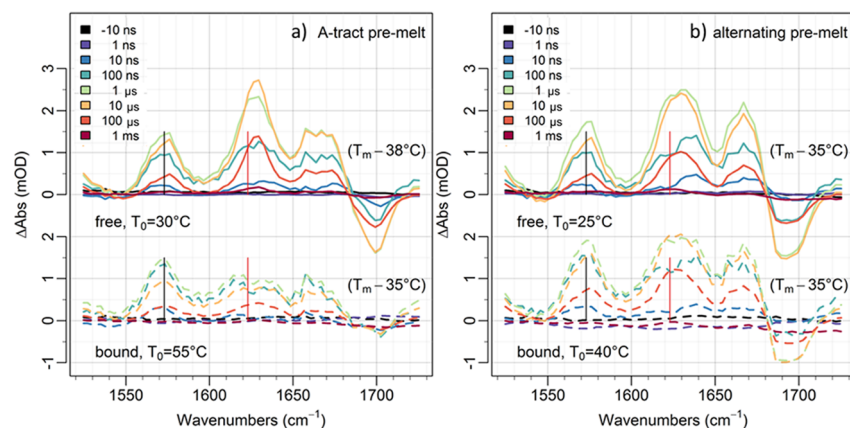 a) A-tract pre-melt
-10 ns
1 ns
10 ns
100 ns
1 µs
10 µs
100 µs
1 ms
3
2
1
0
2
1
0
-1
ΔAbs (mOD)
(Tm – 38°C)
free, T0=30°C
(Tm – 35°C)
bound, T0=55°C
1550 1600 1650 1700
Wavenumbers (cm⁻¹)
b) alternating pre-melt
-10 ns
1 ns
10 ns
100 ns
1 µs
10 µs
100 µs
1 ms
3
2
1
0
2
1
0
-1
ΔAbs (mOD)
(Tm – 35°C)
free, T0=25°C
(Tm – 35°C)
bound, T0=40°C
1550 1600 1650 1700
Wavenumbers (cm⁻¹)